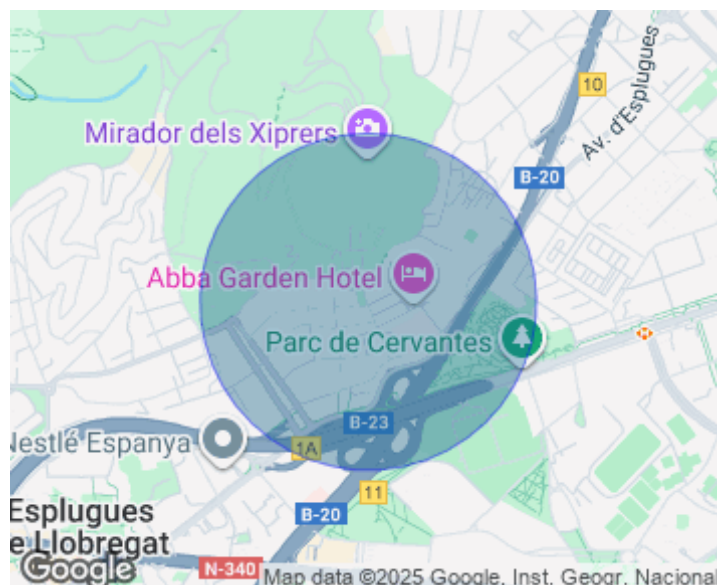 10
Av. d'Esplugues
Mirador dels Xiprers
B-20
Abba Garden Hotel
Parc de Cervantes
B-23
Nestlé Espanya
1A
11
Esplugues
e Llobregat
B-20
N-340
Google
Map data ©2025 Google, Inst. Geogr. Nacional